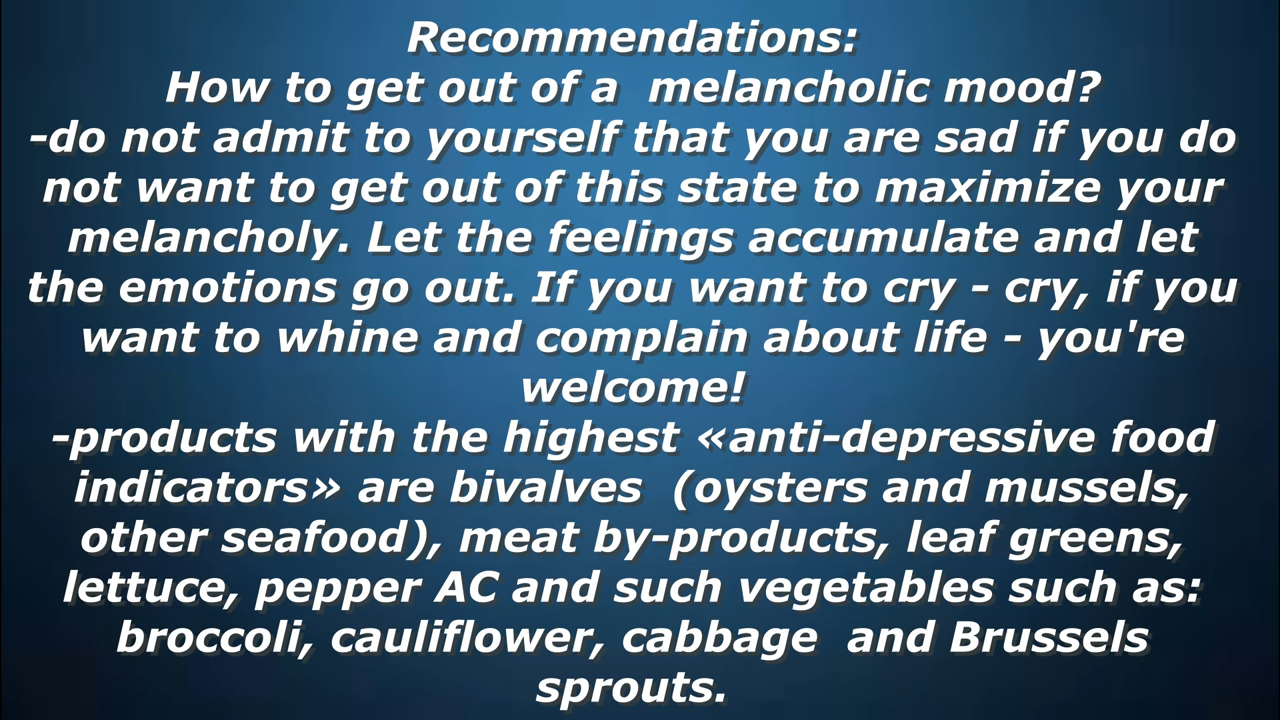 Recommendations:
How to get out of a melancholic mood?
-do not admit to yourself that you are sad if you do
not want to get out of this state to maximize your
melancholy. Let the feelings accumulate and let
the emotions go out. If you want to cry - cry, if you
want to whine and complain about life - you're
welcome!
-products with the highest «anti-depressive food
indicators» are bivalves (oysters and mussels,
other seafood), meat by-products, leaf greens,
lettuce, pepper AC and such vegetables such as:
broccoli, cauliflower, cabbage and Brussels
sprouts.